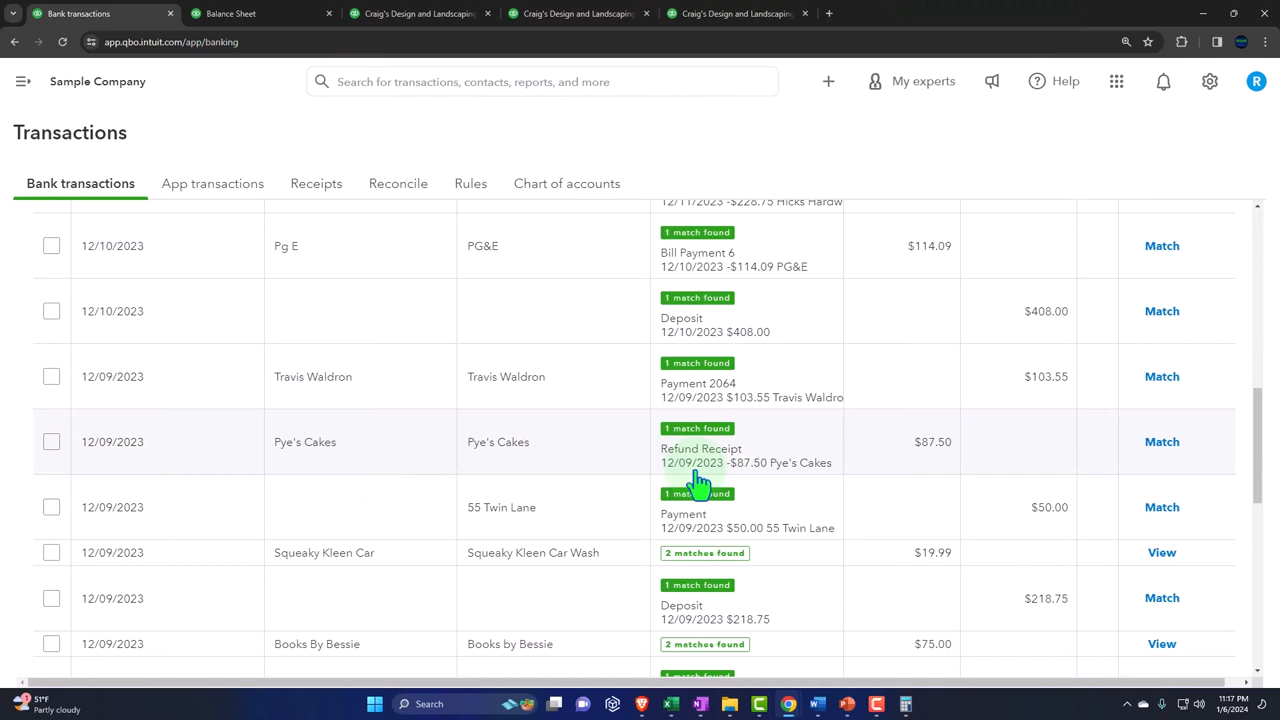 Transactions
Balance Sheet
Craig's Design and Landscaping
Craig's Design and Landscaping
Craig's Design and Landscaping
app.qbo.intuit.com/app/banking
Sample Company
Search for transactions, contacts, reports, and more
My experts
Help
R
Transactions
Bank transactions
App transactions
Receipts
Reconcile
Rules
Chart of accounts
12/11/2023 -$228.75 Hicks Hardw
12/10/2023 Pg E PG&E 1 match found $114.09 Match
Bill Payment 6
12/10/2023 -$114.09 PG&E
12/10/2023 1 match found $408.00 Match
Deposit
12/10/2023 $408.00
12/09/2023 Travis Waldron Travis Waldron 1 match found $103.55 Match
Payment 2064
12/09/2023 $103.55 Travis Waldro
12/09/2023 Pye's Cakes Pye's Cakes 1 match found $87.50 Match
Refund Receipt
12/09/2023 -$87.50 Pye's Cakes
12/09/2023 55 Twin Lane 1 match found $50.00 Match
Payment
12/09/2023 $50.00 55 Twin Lane
12/09/2023 Squeaky Kleen Car Squeaky Kleen Car Wash 2 matches found $19.99 View
12/09/2023 1 match found $218.75 Match
Deposit
12/09/2023 $218.75
12/09/2023 Books By Bessie Books by Bessie 2 matches found $75.00 View
1 match found
51°F
Partly cloudy
Search
11:17 PM
1/6/2024